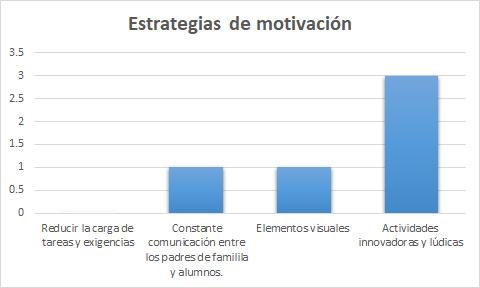 Estrategias de motivación
3.5
3
2.5
2
1.5
1
0.5
0
Reducir la carga de
tareas y exigencias
Constante
comunicación entre
los padres de familila
y alumnos.
Elementos visuales
Actividades
innovadoras y lúdicas